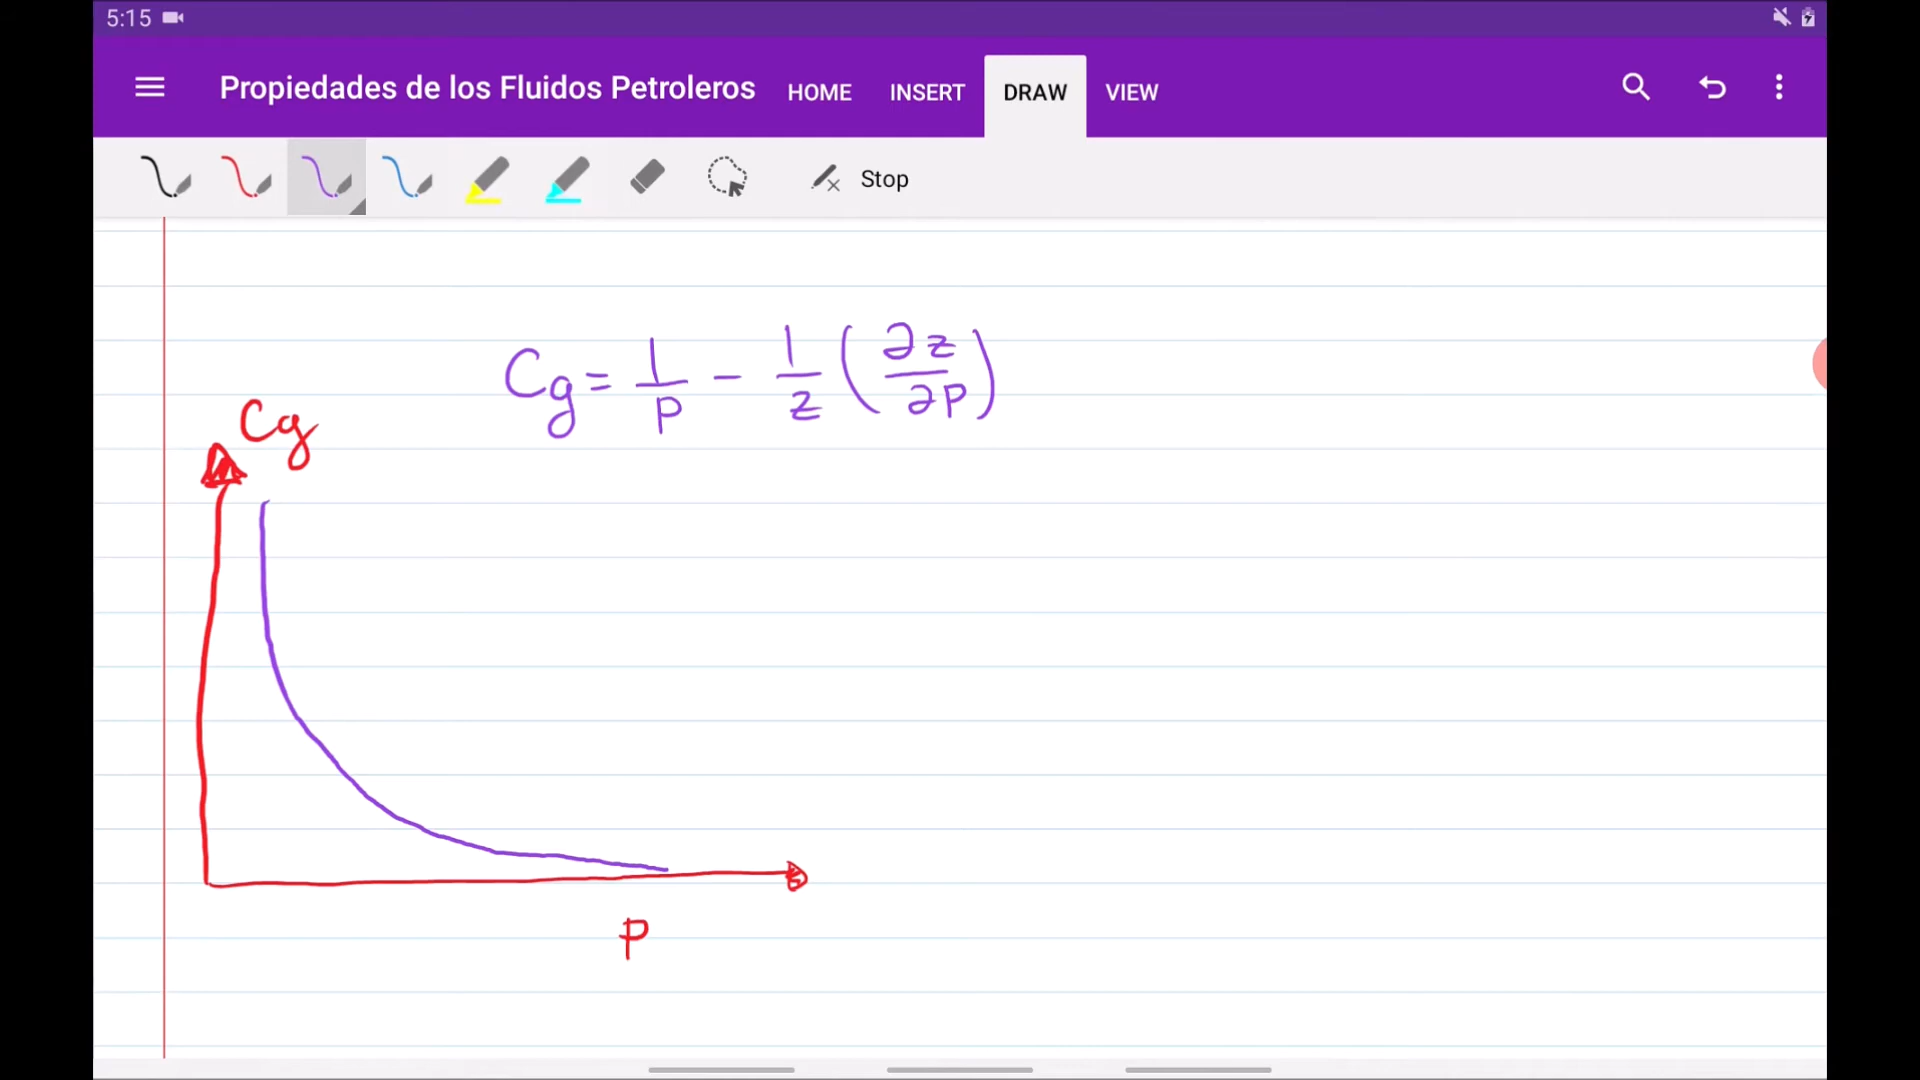 5:15
Propiedades de los Fluidos Petroleros HOME INSERT DRAW VIEW
Stop
Cg = 1/p - 1/z (∂z/∂p)
Cg
P